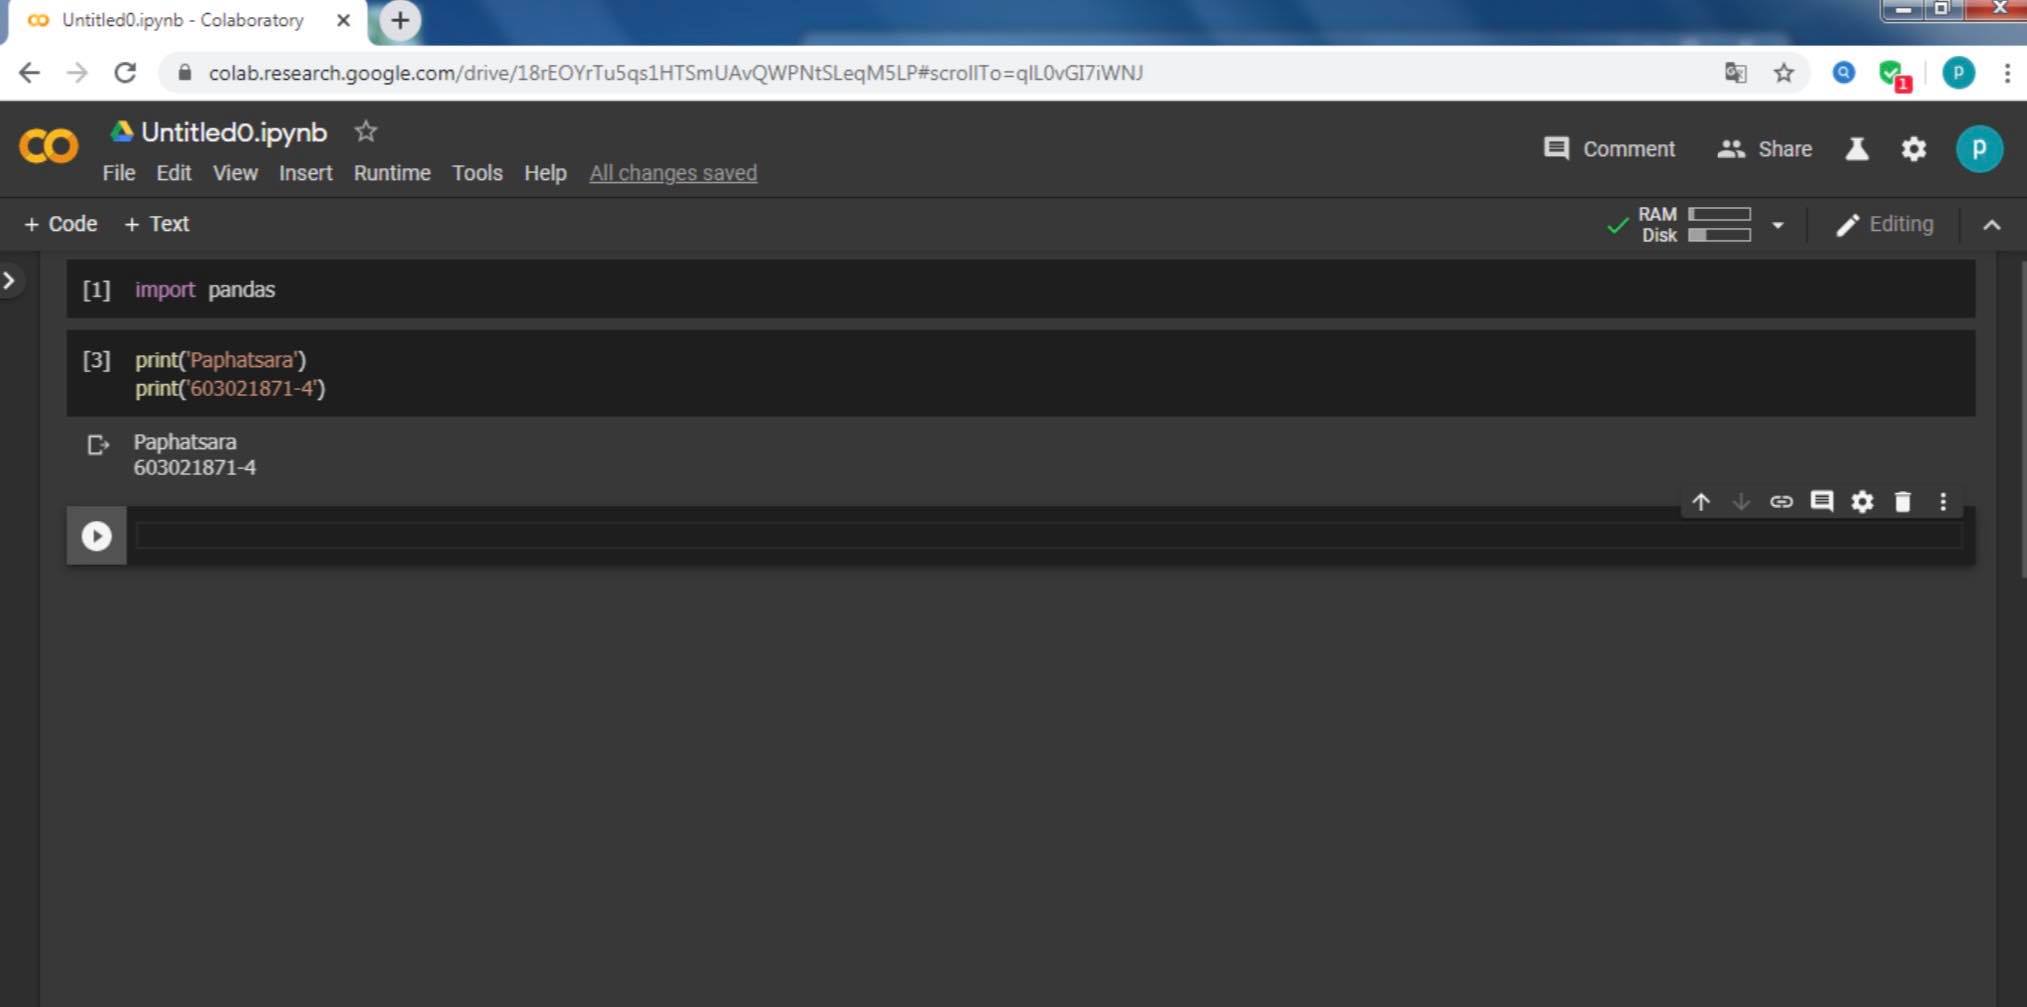 Untitled0.ipynb - Colaboratory
colab.research.google.com/drive/18rEOYrTu5qs1HTSmUAvQWPNtSLeqM5LP#scrollTo=qlL0vGI7iWNJ
1
p
CO
Untitled0.ipynb
Comment
Share
p
File Edit View Insert Runtime Tools Help All changes saved
+ Code + Text
RAM
Disk
Editing
[1] import pandas
[3] print('Paphatsara')
print('603021871-4')
Paphatsara
603021871-4